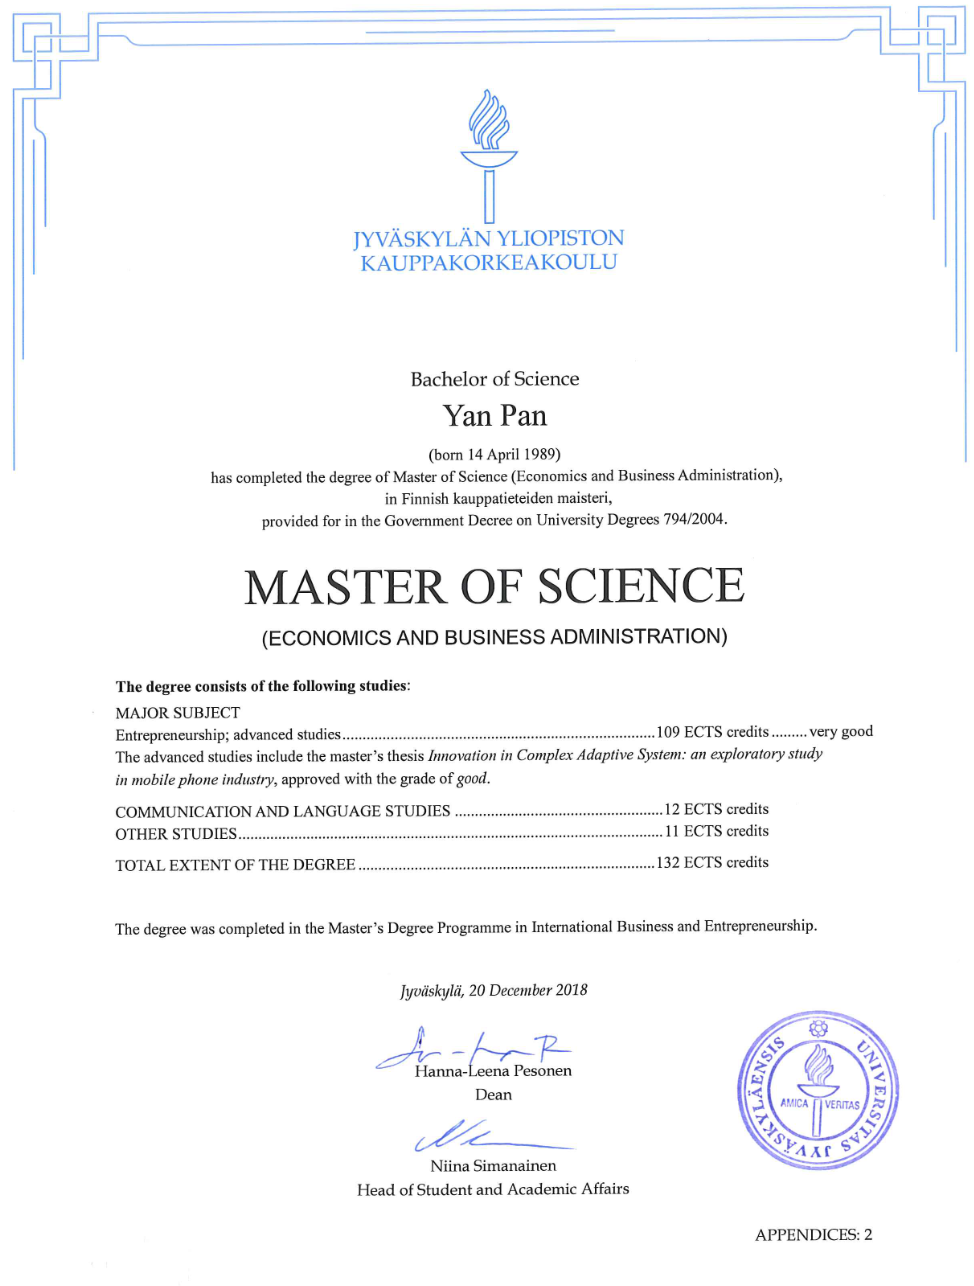 JYVÄSKYLÄN YLIOPISTON
KAUPPAKORKEAKOULU
Bachelor of Science
Yan Pan
(born 14 April 1989)
has completed the degree of Master of Science (Economics and Business Administration),
in Finnish kauppatieteiden maisteri,
provided for in the Government Decree on University Degrees 794/2004.
MASTER OF SCIENCE
(ECONOMICS AND BUSINESS ADMINISTRATION)
The degree consists of the following studies:
MAJOR SUBJECT
Entrepreneurship; advanced studies..............................................................................109 ECTS credits.........very good
The advanced studies include the master's thesis Innovation in Complex Adaptive System: an exploratory study
in mobile phone industry, approved with the grade of good.
COMMUNICATION AND LANGUAGE STUDIES ....................................................12 ECTS credits
OTHER STUDIES..........................................................................................................11 ECTS credits
TOTAL EXTENT OF THE DEGREE..........................................................................132 ECTS credits
The degree was completed in the Master's Degree Programme in International Business and Entrepreneurship.
Jyväskylä, 20 December 2018
Hanna-Leena Pesonen
Dean
Niina Simanainen
Head of Student and Academic Affairs
UNIVERSITAS JYVÄSKYLÄENSIS
AMICA VERITAS
APPENDICES: 2